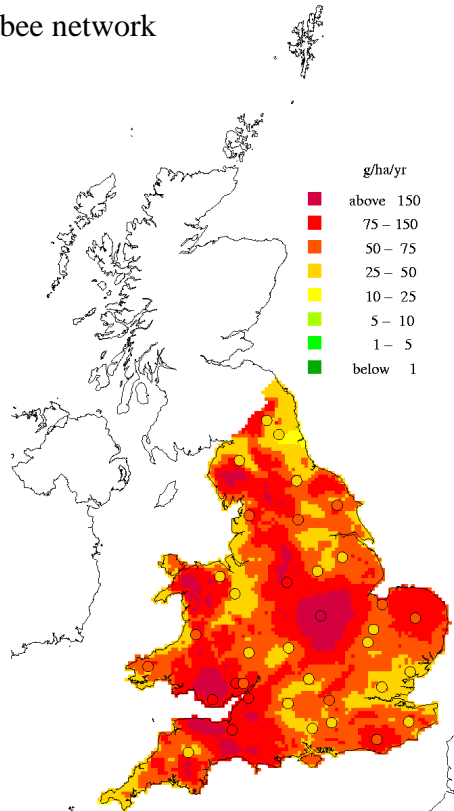 bee network
g/ha/yr
above 150
75 – 150
50 – 75
25 – 50
10 – 25
5 – 10
1 – 5
below 1